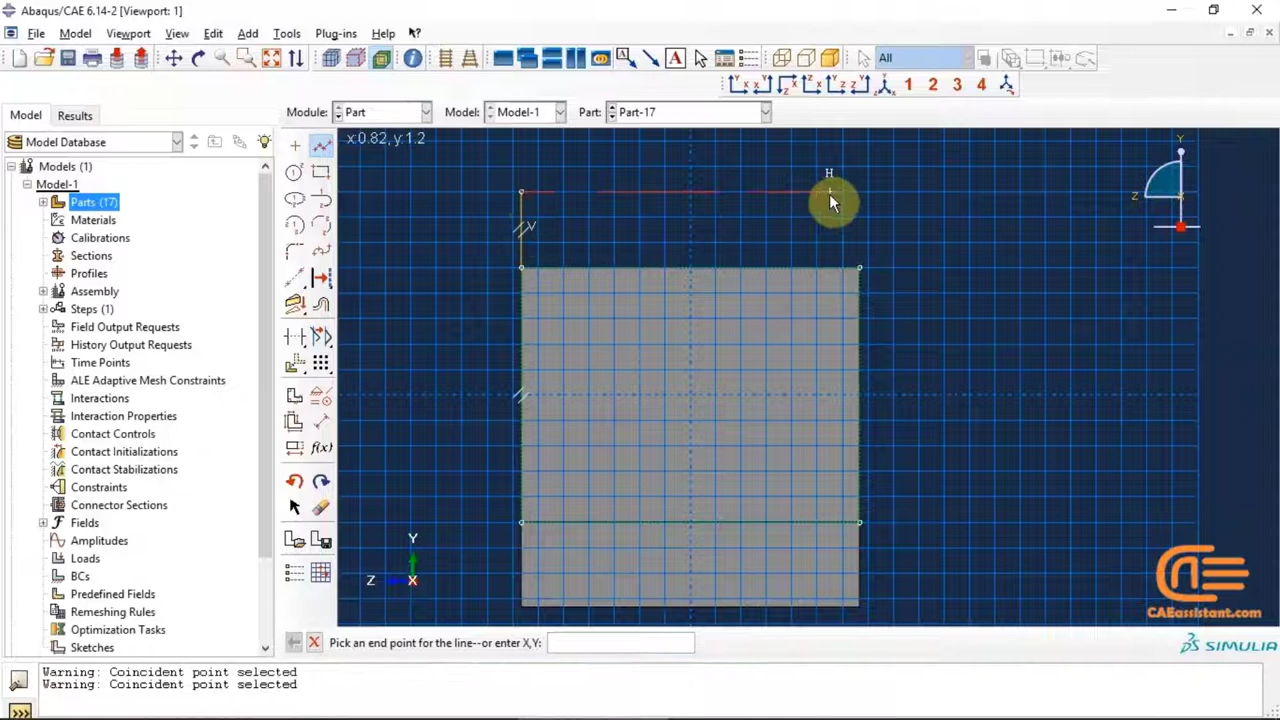 Abaqus/CAE 6.14-2 [Viewport: 1]
File Model Viewport View Edit Add Tools Plug-ins Help
All
1 2 3 4
Model Results
Module: Part Model: Model-1 Part: Part-17
Model Database
x:0.82, y:1.2
Models (1)
Model-1
Parts (17)
Materials
Calibrations
Sections
Profiles
Assembly
Steps (1)
Field Output Requests
History Output Requests
Time Points
ALE Adaptive Mesh Constraints
Interactions
Interaction Properties
Contact Controls
Contact Initializations
Contact Stabilizations
Constraints
Connector Sections
Fields
Amplitudes
Loads
BCs
Predefined Fields
Remeshing Rules
Optimization Tasks
Sketches
f(x)
H
V
Y
Z X
Y
Z X
CAEassistant.com
Pick an end point for the line--or enter X,Y:
SIMULIA
Warning: Coincident point selected
Warning: Coincident point selected
>>>